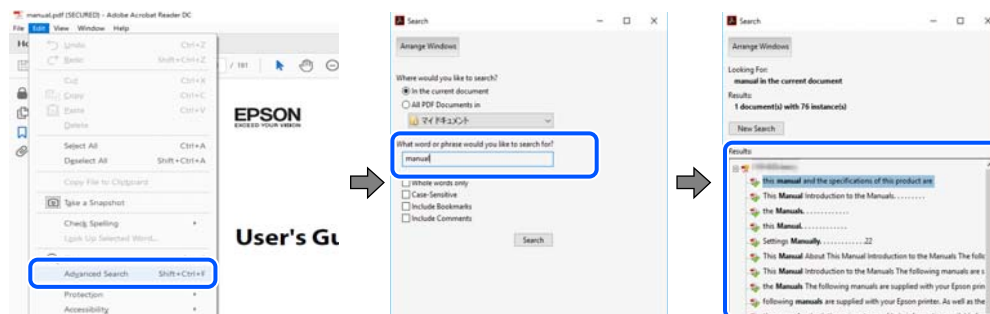 manual.pdf (SECURED) - Adobe Acrobat Reader DC
File Edit View Window Help
Undo Ctrl+Z
Redo Shift+Ctrl+Z
Cut Ctrl+X
Copy Ctrl+C
Paste Ctrl+V
Delete
Select All Ctrl+A
Deselect All Shift+Ctrl+A
Copy File to Clipboard
Take a Snapshot
Check Spelling
Look Up Selected Word...
Advanced Search Shift+Ctrl+F
Protection
Accessibility
/ 181
EPSON
EXCEED YOUR VISION
User's Gu
Search
Arrange Windows
Where would you like to search?
In the current document
All PDF Documents in
マイ ドキュメント
What word or phrase would you like to search for?
manual
Whole words only
Case-Sensitive
Include Bookmarks
Include Comments
Search
Search
Arrange Windows
Looking For:
manual in the current document
Results:
1 document(s) with 76 instance(s)
New Search
Results:
this manual and the specifications of this product are
This Manual Introduction to the Manuals. . . . . . . . .
the Manuals. . . . . . . . . . . . .
this Manual. . . . . . . . . . . . .
Settings Manually. . . . . . . . . . . . .22
This Manual About This Manual Introduction to the Manuals The follo
This Manual Introduction to the Manuals The following manuals are s
the Manuals The following manuals are supplied with your Epson prin
following manuals are supplied with your Epson printer. As well as the